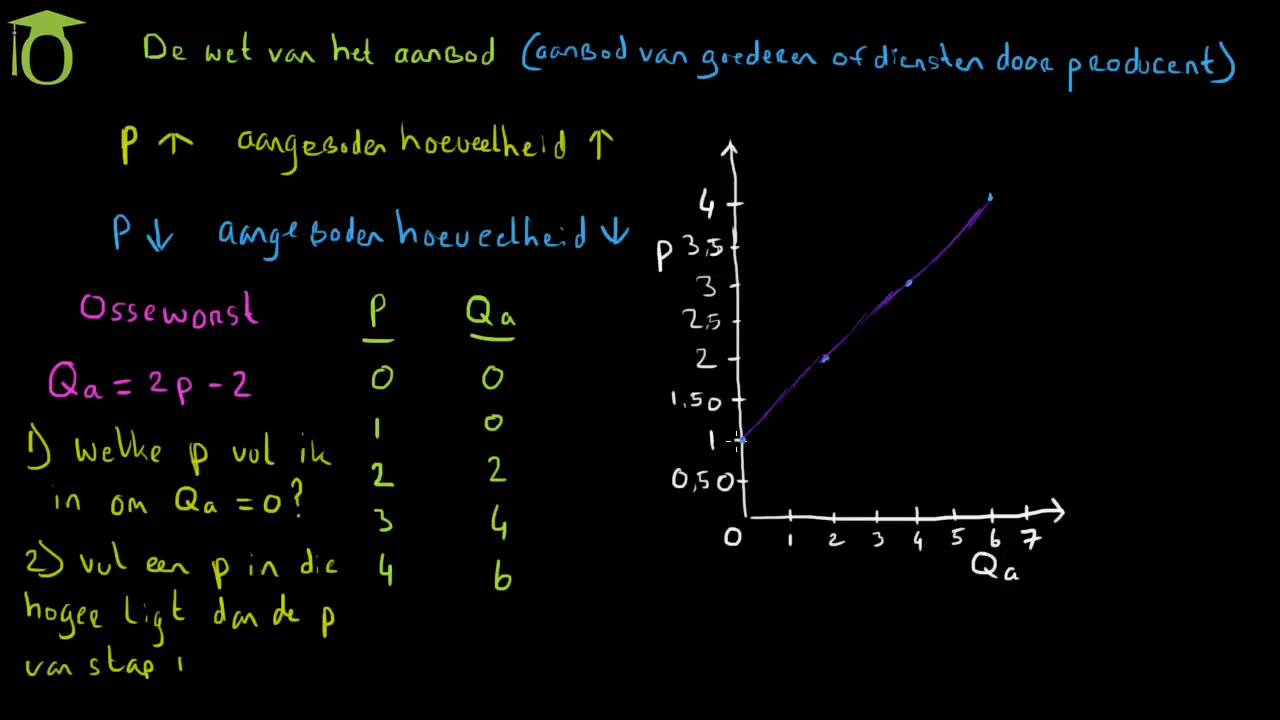 De wet van het aanbod (aanbod van goederen of diensten door producent)
P ↑ aangeboden hoeveelheid ↑
P ↓ aangeboden hoeveelheid ↓
Ossewonst
Qa = 2p - 2
1) welke p vul ik
in om Qa = 0?
2) vul een p in die
hoger ligt dan de p
van stap 1
P Qa
0 0
1 0
2 2
3 4
4 6
4
P 3,5
3
2,5
2
1.50
1
0,50
0 1 2 3 4 5 6 7
Qa